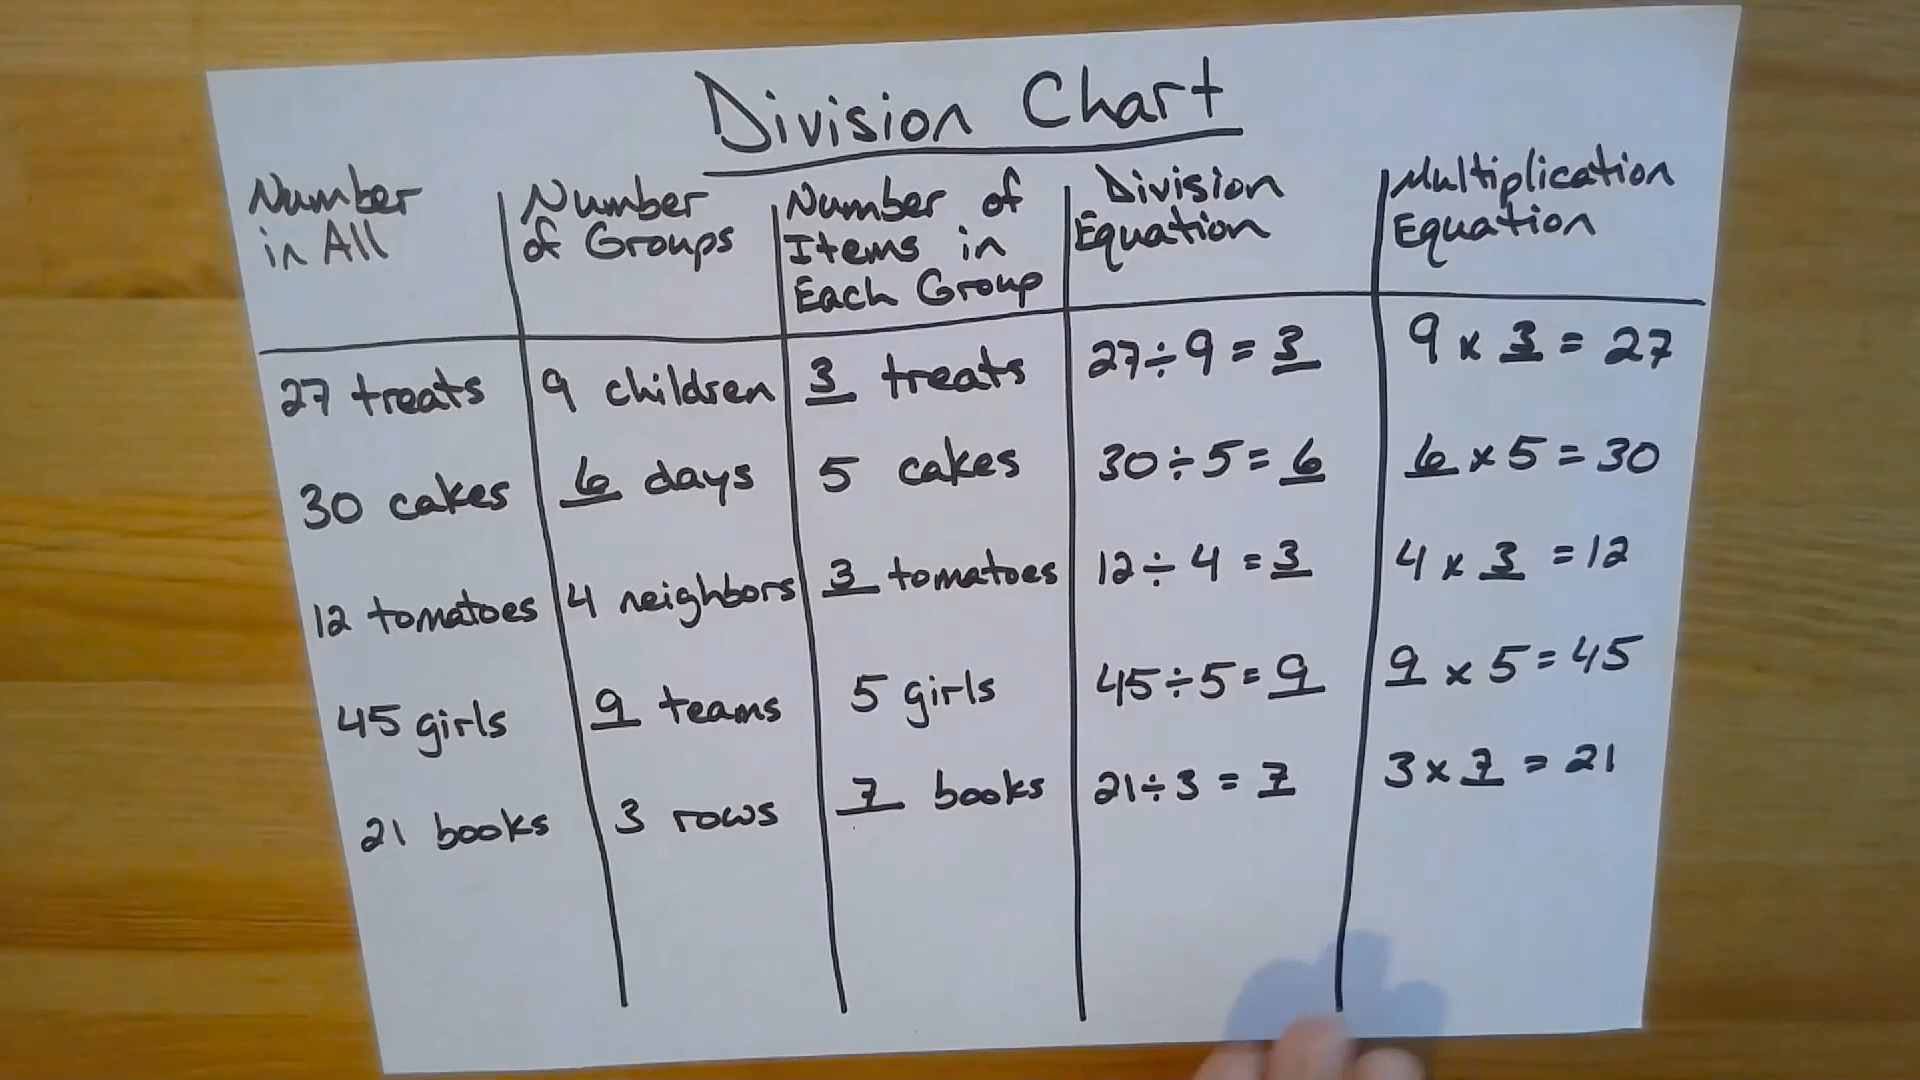 Division Chart
Number in All | Number of Groups | Number of Items in Each Group | Division Equation | Multiplication Equation
27 treats | 9 children | 3 treats | 27÷9 = 3 | 9 x 3 = 27
30 cakes | 6 days | 5 cakes | 30÷5 = 6 | 6 x 5 = 30
12 tomatoes | 4 neighbors | 3 tomatoes | 12÷4 = 3 | 4 x 3 = 12
45 girls | 9 teams | 5 girls | 45÷5 = 9 | 9 x 5 = 45
21 books | 3 rows | 7 books | 21÷3 = 7 | 3 x 7 = 21